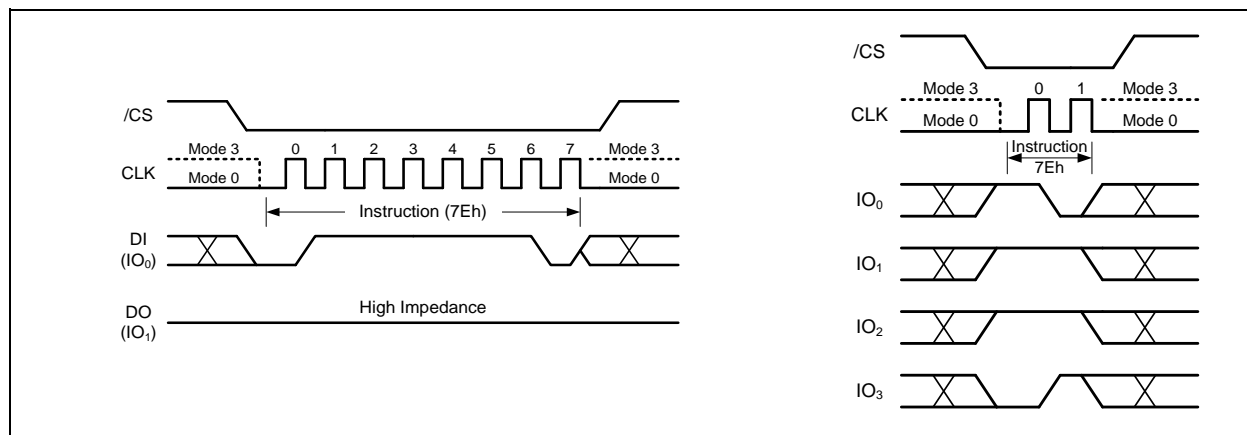 /CS
Mode 3 0 1 2 3 4 5 6 7 Mode 3
CLK
Mode 0 Mode 0
Instruction (7Eh)
DI
(IO₀)
High Impedance
DO
(IO₁)
/CS
Mode 3 0 1 Mode 3
CLK
Mode 0 Mode 0
Instruction
7Eh
IO₀
IO₁
IO₂
IO₃